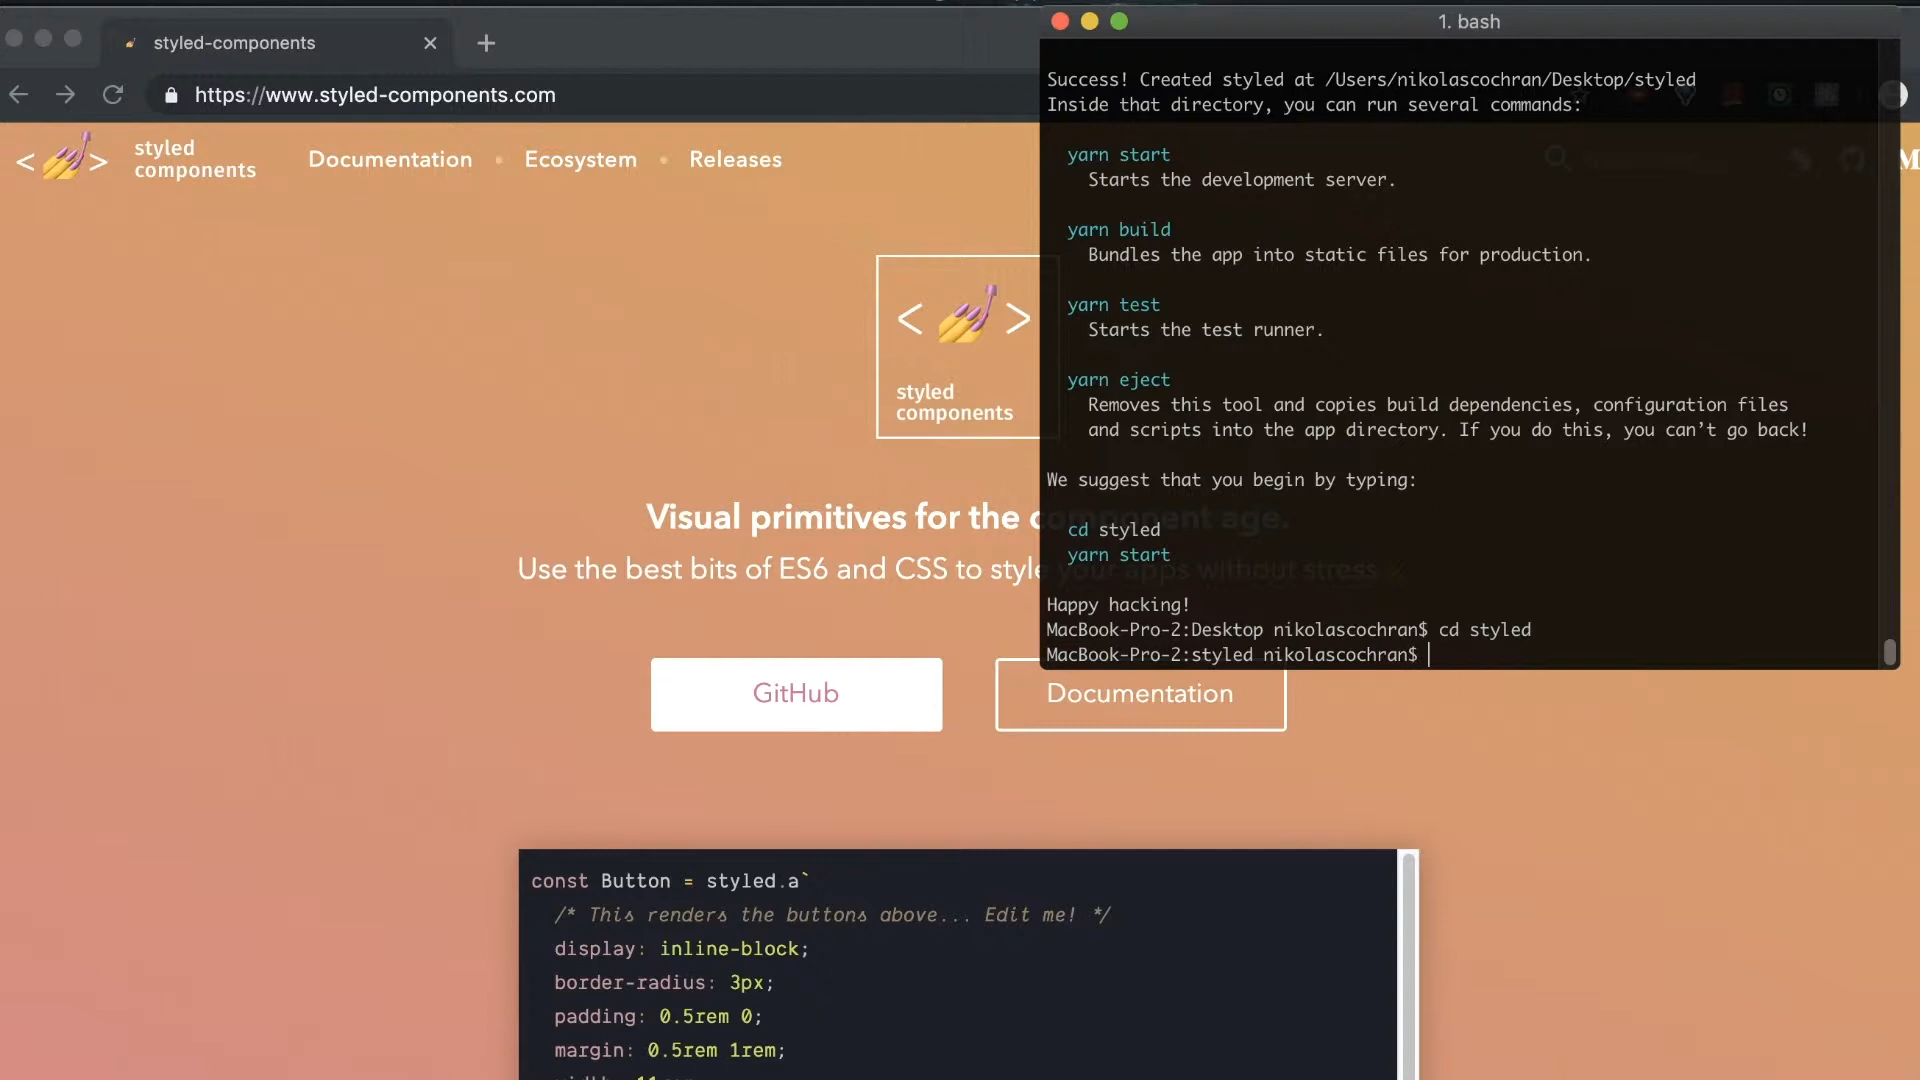 styled-components
https://www.styled-components.com
styled
components
Documentation
Ecosystem
Releases
M
< >
styled
components
Visual primitives for the component age.
Use the best bits of ES6 and CSS to style your apps without stress
GitHub
Documentation
const Button = styled.a`
/* This renders the buttons above... Edit me! */
display: inline-block;
border-radius: 3px;
padding: 0.5rem 0;
margin: 0.5rem 1rem;
1. bash
Success! Created styled at /Users/nikolascochran/Desktop/styled
Inside that directory, you can run several commands:
yarn start
Starts the development server.
yarn build
Bundles the app into static files for production.
yarn test
Starts the test runner.
yarn eject
Removes this tool and copies build dependencies, configuration files
and scripts into the app directory. If you do this, you can’t go back!
We suggest that you begin by typing:
cd styled
yarn start
Happy hacking!
MacBook-Pro-2:Desktop nikolascochran$ cd styled
MacBook-Pro-2:styled nikolascochran$